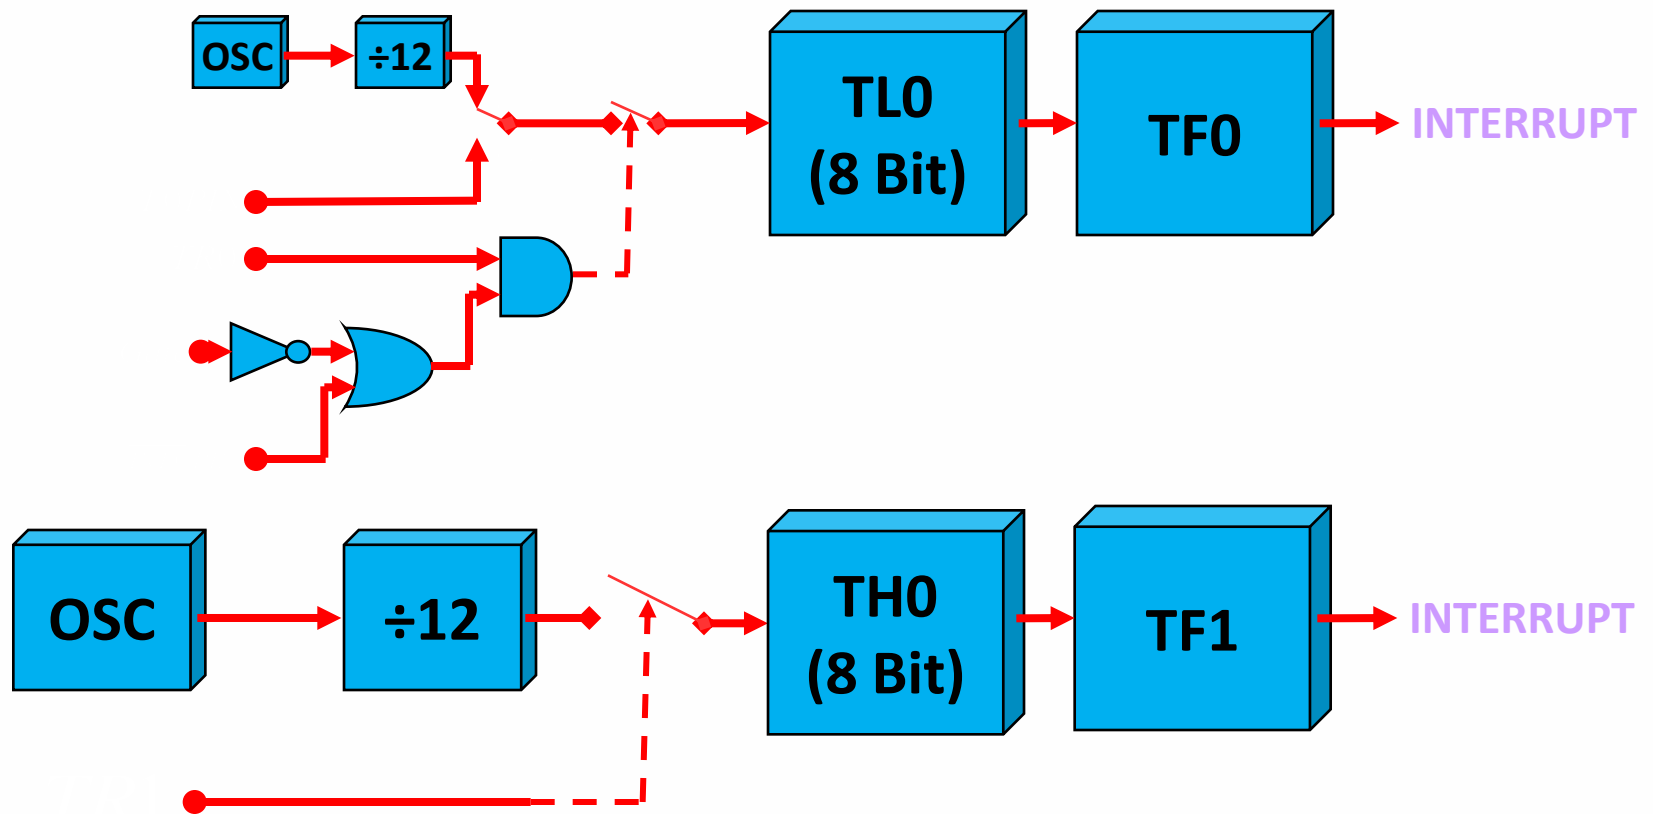 OSC
÷12
TL0
(8 Bit)
TF0
INTERRUPT
OSC
÷12
TH0
(8 Bit)
TF1
INTERRUPT